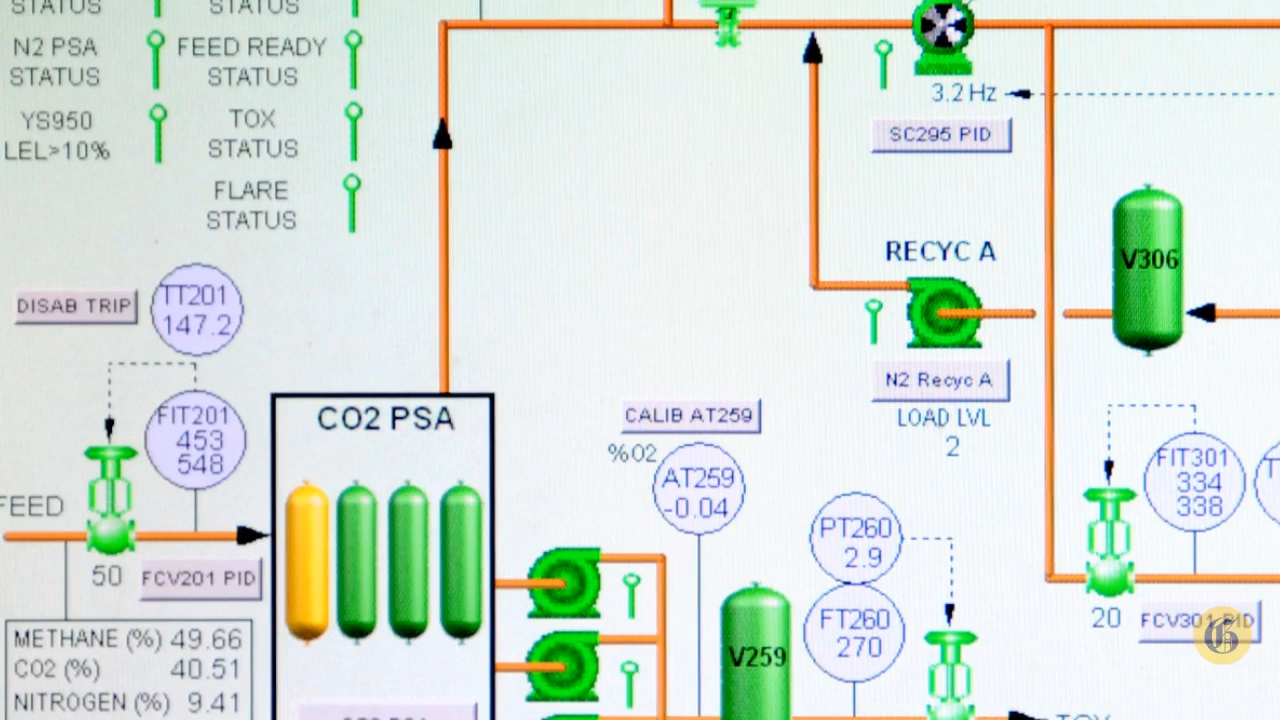 STATUS
STATUS
N2 PSA
STATUS
FEED READY
STATUS
YS950
LEL>10%
TOX
STATUS
FLARE
STATUS
3.2 Hz
SC295 PID
RECYC A
V306
N2 Recyc A
LOAD LVL
2
DISAB TRIP
TT201
147.2
FIT201
453
548
CO2 PSA
CALIB AT259
%O2
AT259
-0.04
FIT301
334
338
PT260
2.9
FEED
50
FCV201 PID
FT260
270
20
FCV301 PID
V259
METHANE (%) 49.66
CO2 (%) 40.51
NITROGEN (%) 9.41
G